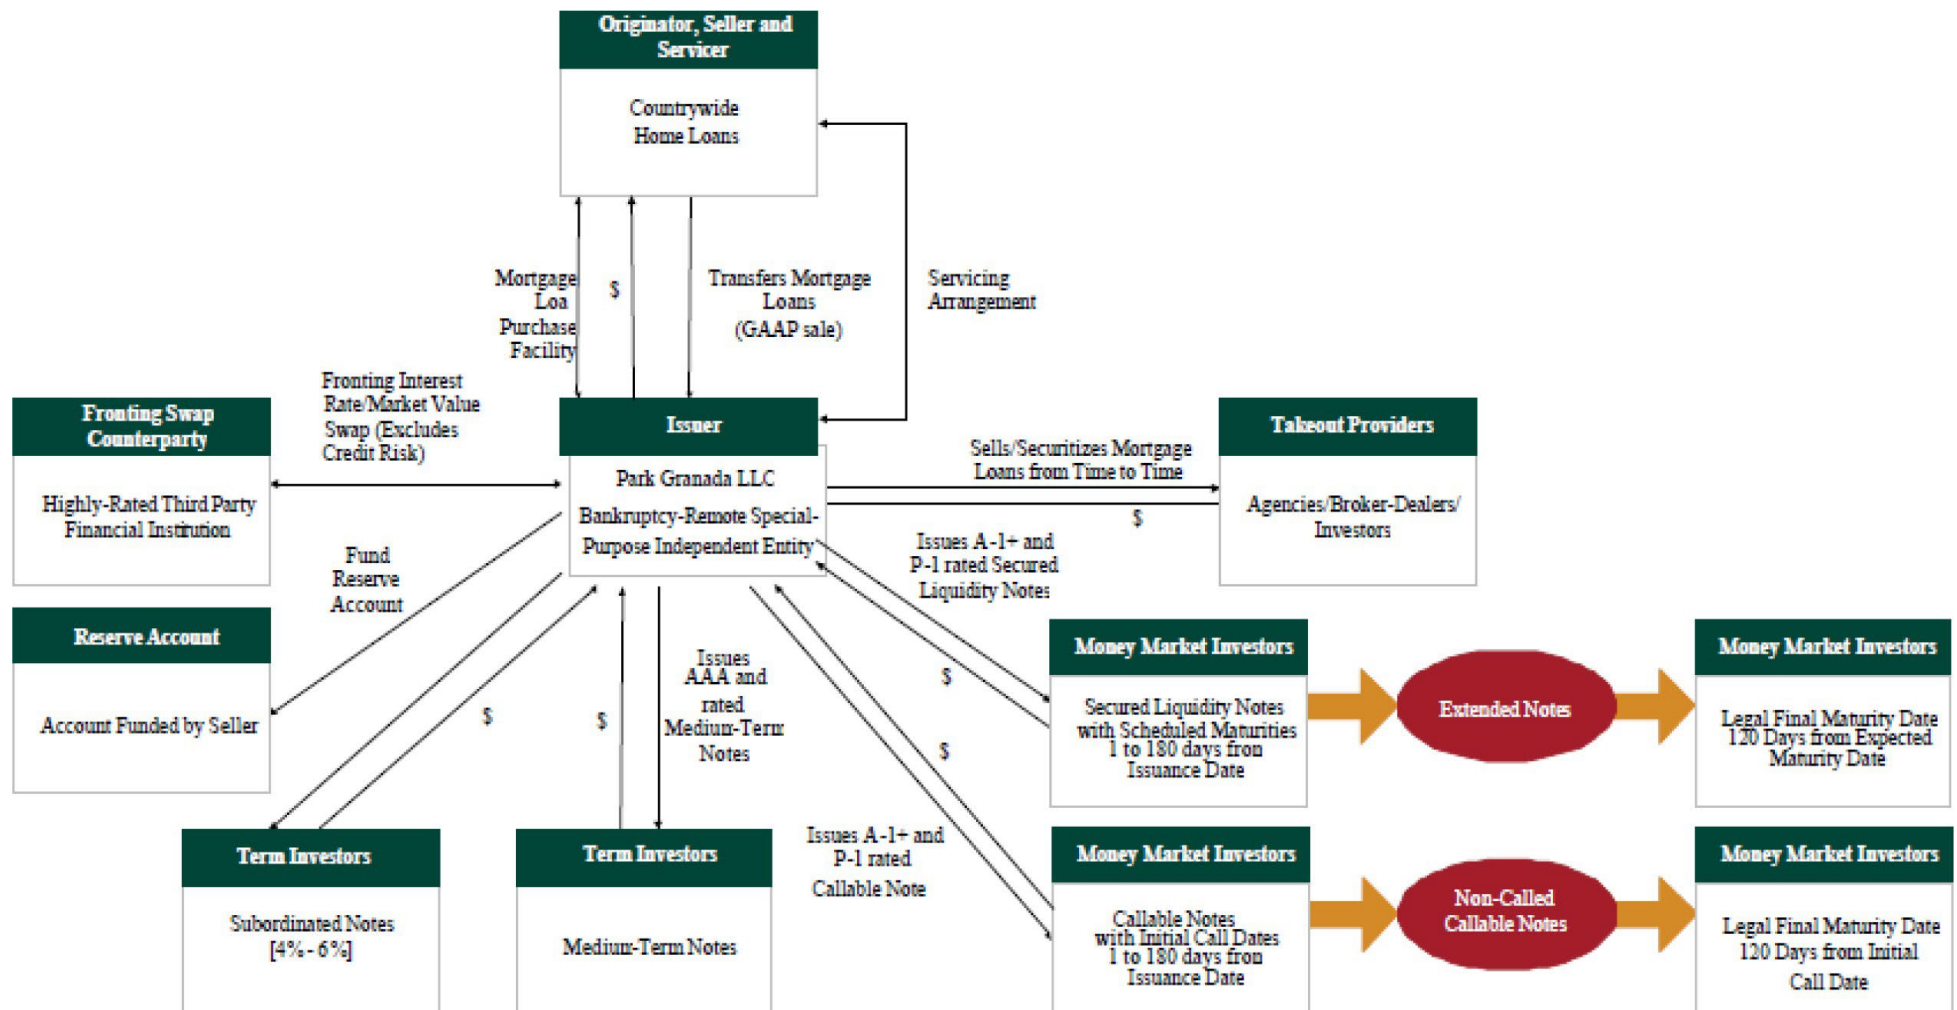 Originator, Seller and
Servicer
Countrywide
Home Loans
Mortgage
Loa
Purchase
Facility
$
Transfers Mortgage
Loans
(GAAP sale)
Servicing
Arrangement
Fronting Swap
Counterparty
Highly-Rated Third Party
Financial Institution
Fronting Interest
Rate/Market Value
Swap (Excludes
Credit Risk)
Issuer
Park Granada LLC
Bankruptcy-Remote Special-
Purpose Independent Entity
Sells/Securitizes Mortgage
Loans from Time to Time
$
Takeout Providers
Agencies/Broker-Dealers/
Investors
Fund
Reserve
Account
Reserve Account
Account Funded by Seller
Issues A-1+ and
P-1 rated Secured
Liquidity Notes
$
Money Market Investors
Secured Liquidity Notes
with Scheduled Maturities
1 to 180 days fron
Issuance Date
Extended Notes
Money Market Investors
Legal Final Maturity Date
120 Days from Expected
Maturity Date
$
$
Issues
AAA and
rated
Medium-Term
Notes
$
Issues A-1+ and
P-1 rated
Callable Note
Term Investors
Subordinated Notes
[4% - 6%]
Term Investors
Medium-Term Notes
Money Market Investors
Callable Notes
with Initial Call Dates
1 to 180 days fron
Issuance Date
Non-Called
Callable Notes
Money Market Investors
Legal Final Maturity Date
120 Days from Initial
Call Date